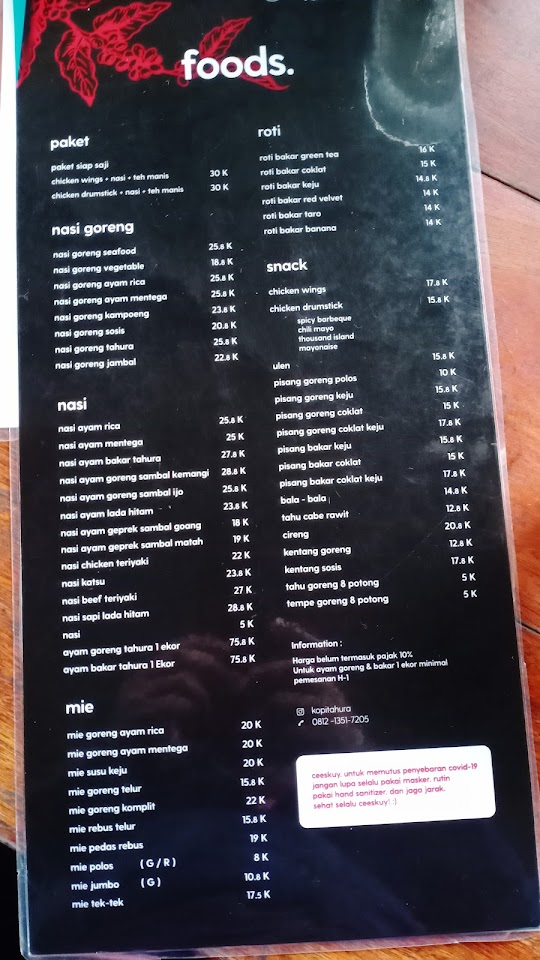 foods.
paket
paket siap saji
chicken wings + nasi + teh manis 30 K
chicken drumstick + nasi + teh manis 30 K
nasi goreng
nasi goreng seafood 25.8 K
nasi goreng vegetable 18.8 K
nasi goreng ayam rica 25.8 K
nasi goreng ayam mentega 25.8 K
nasi goreng kampoeng 23.8 K
nasi goreng sosis 20.8 K
nasi goreng tahura 25.8 K
nasi goreng jambal 22.8 K
nasi
nasi ayam rica 25.8 K
nasi ayam mentega 25 K
nasi ayam bakar tahura 27.8 K
nasi ayam goreng sambal kemangi 28.8 K
nasi ayam goreng sambal ijo 25.8 K
nasi ayam lada hitam 23.8 K
nasi ayam geprek sambal goang 18 K
nasi ayam geprek sambal matah 19 K
nasi chicken teriyaki 22 K
nasi katsu 23.8 K
nasi beef teriyaki 27 K
nasi sapi lada hitam 28.8 K
nasi 5 K
ayam goreng tahura 1 ekor 75.8 K
ayam bakar tahura 1 Ekor 75.8 K
mie
mie goreng ayam rica 20 K
mie goreng ayam mentega 20 K
mie susu keju 20 K
mie goreng telur 15.8 K
mie goreng komplit 22 K
mie rebus telur 15.8 K
mie pedas rebus 19 K
mie polos ( G / R ) 8 K
mie jumbo ( G ) 10.8 K
mie tek-tek 17.5 K
roti
roti bakar green tea 16 K
roti bakar coklat 15 K
roti bakar keju 14.8 K
roti bakar red velvet 14 K
roti bakar taro 14 K
roti bakar banana 14 K
snack
chicken wings 17.8 K
chicken drumstick 15.8 K
spicy barbeque
chili mayo
thousand island
mayonaise
ulen 15.8 K
pisang goreng polos 10 K
pisang goreng keju 15.8 K
pisang goreng coklat 15 K
pisang goreng coklat keju 17.8 K
pisang bakar keju 15.8 K
pisang bakar coklat 15 K
pisang bakar coklat keju 17.8 K
bala - bala 14.8 K
tahu cabe rawit 12.8 K
cireng 20.8 K
kentang goreng 12.8 K
kentang sosis 17.8 K
tahu goreng 8 potong 5 K
tempe goreng 8 potong 5 K
Information :
Harga belum termasuk pajak 10%
Untuk ayam goreng & bakar 1 ekor minimal
pemesanan H-1
kopitahura
0812-1351-7205
ceeskuy. untuk memutus penyebaran covid-19
jangan lupa selalu pakai masker, rutin
pakai hand sanitizer, dan jaga jarak.
sehat selalu ceeskuy! :)